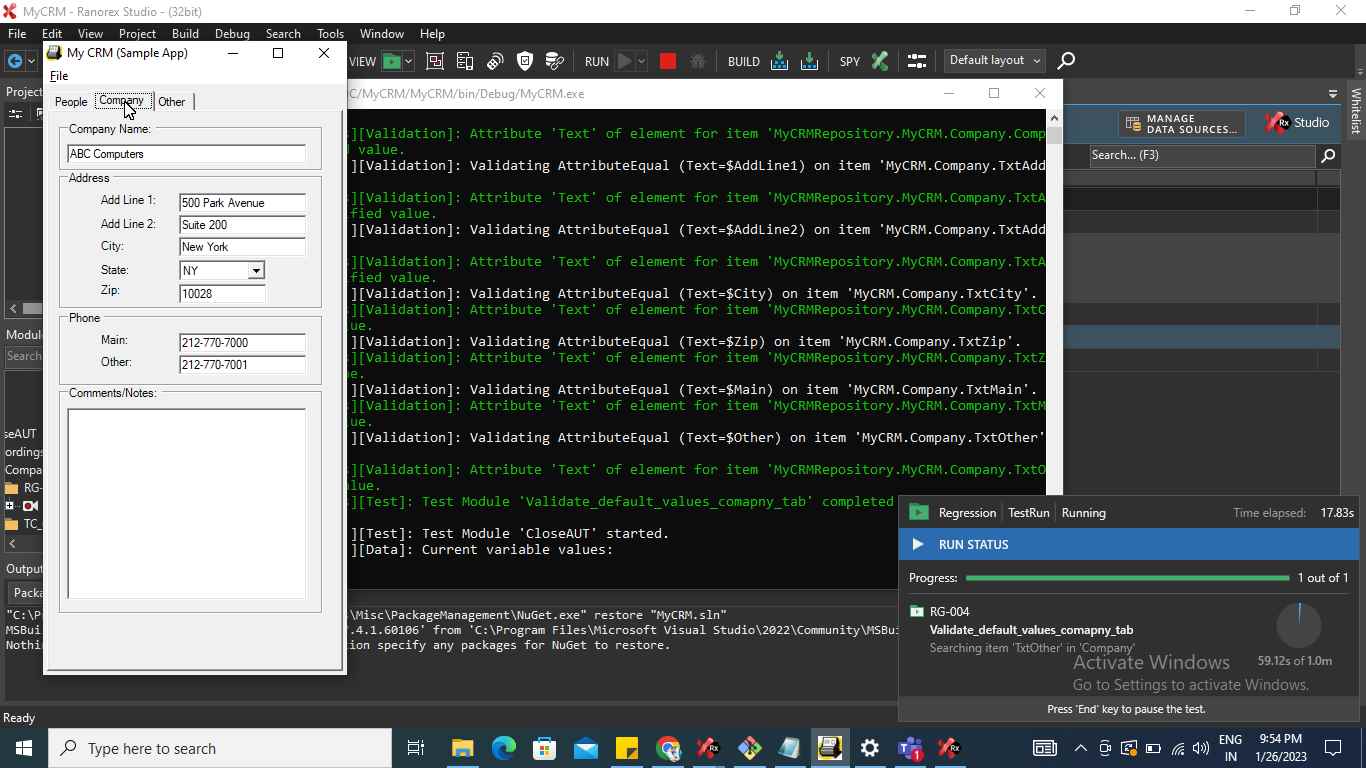 MyCRM - Ranorex Studio - (32bit)
File Edit View Project Build Debug Search Tools Window Help
VIEW RUN BUILD SPY Default layout
My CRM (Sample App)
File
People Company Other
Company Name:
ABC Computers
Address
Add Line 1: 500 Park Avenue
Add Line 2: Suite 200
City: New York
State: NY
Zip: 10028
Phone
Main: 212-770-7000
Other: 212-770-7001
Comments/Notes:
Project
Modul
Search
seAUT
ording
Compa
RG-
TC_
Output
Packa
C/MyCRM/MyCRM/bin/Debug/MyCRM.exe
][Validation]: Attribute 'Text' of element for item 'MyCRMRepository.MyCRM.Company.Comp
value.
][Validation]: Validating AttributeEqual (Text=$AddLine1) on item 'MyCRM.Company.TxtAdd
][Validation]: Attribute 'Text' of element for item 'MyCRMRepository.MyCRM.Company.TxtA
fied value.
][Validation]: Validating AttributeEqual (Text=$AddLine2) on item 'MyCRM.Company.TxtAdd
][Validation]: Attribute 'Text' of element for item 'MyCRMRepository.MyCRM.Company.TxtA
fied value.
][Validation]: Validating AttributeEqual (Text=$City) on item 'MyCRM.Company.TxtCity'.
][Validation]: Attribute 'Text' of element for item 'MyCRMRepository.MyCRM.Company.TxtC
ue.
][Validation]: Validating AttributeEqual (Text=$Zip) on item 'MyCRM.Company.TxtZip'.
][Validation]: Attribute 'Text' of element for item 'MyCRMRepository.MyCRM.Company.TxtZ
e.
][Validation]: Validating AttributeEqual (Text=$Main) on item 'MyCRM.Company.TxtMain'.
][Validation]: Attribute 'Text' of element for item 'MyCRMRepository.MyCRM.Company.TxtM
ue.
][Validation]: Validating AttributeEqual (Text=$Other) on item 'MyCRM.Company.TxtOther'
][Validation]: Attribute 'Text' of element for item 'MyCRMRepository.MyCRM.Company.TxtO
lue.
][Test]: Test Module 'Validate_default_values_comapny_tab' completed
][Test]: Test Module 'CloseAUT' started.
][Data]: Current variable values:
MANAGE
DATA SOURCES...
Rx Studio
Search... (F3)
Whitelist
"C:\P \Misc\PackageManagement\NuGet.exe" restore "MyCRM.sln"
MSBui .4.1.60106' from 'C:\Program Files\Microsoft Visual Studio\2022\Community\MSBu
Nothi ion specify any packages for NuGet to restore.
Regression TestRun Running Time elapsed: 17.83s
RUN STATUS
Progress: 1 out of 1
RG-004
Validate_default_values_comapny_tab
Searching item 'TxtOther' in 'Company'
59.12s of 1.0m
Activate Windows
Go to Settings to activate Windows.
Press 'End' key to pause the test.
Ready
Type here to search
ENG
IN
9:54 PM
1/26/2023